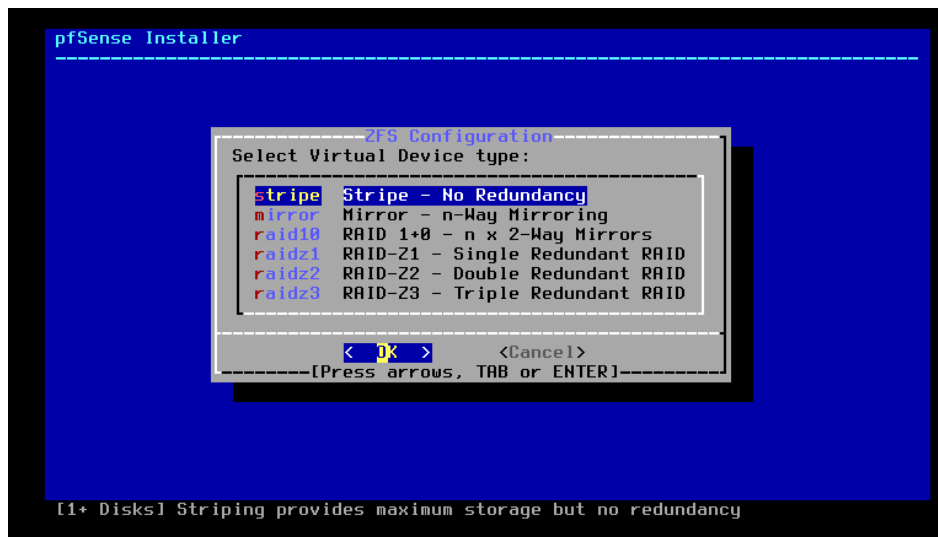 pfSense Installer
ZFS Configuration
Select Virtual Device type:
stripe Stripe - No Redundancy
mirror Mirror - n-Way Mirroring
raid10 RAID 1+0 - n x 2-Way Mirrors
raidz1 RAID-Z1 - Single Redundant RAID
raidz2 RAID-Z2 - Double Redundant RAID
raidz3 RAID-Z3 - Triple Redundant RAID
< OK > <Cancel>
[Press arrows, TAB or ENTER]
[1+ Disks] Striping provides maximum storage but no redundancy